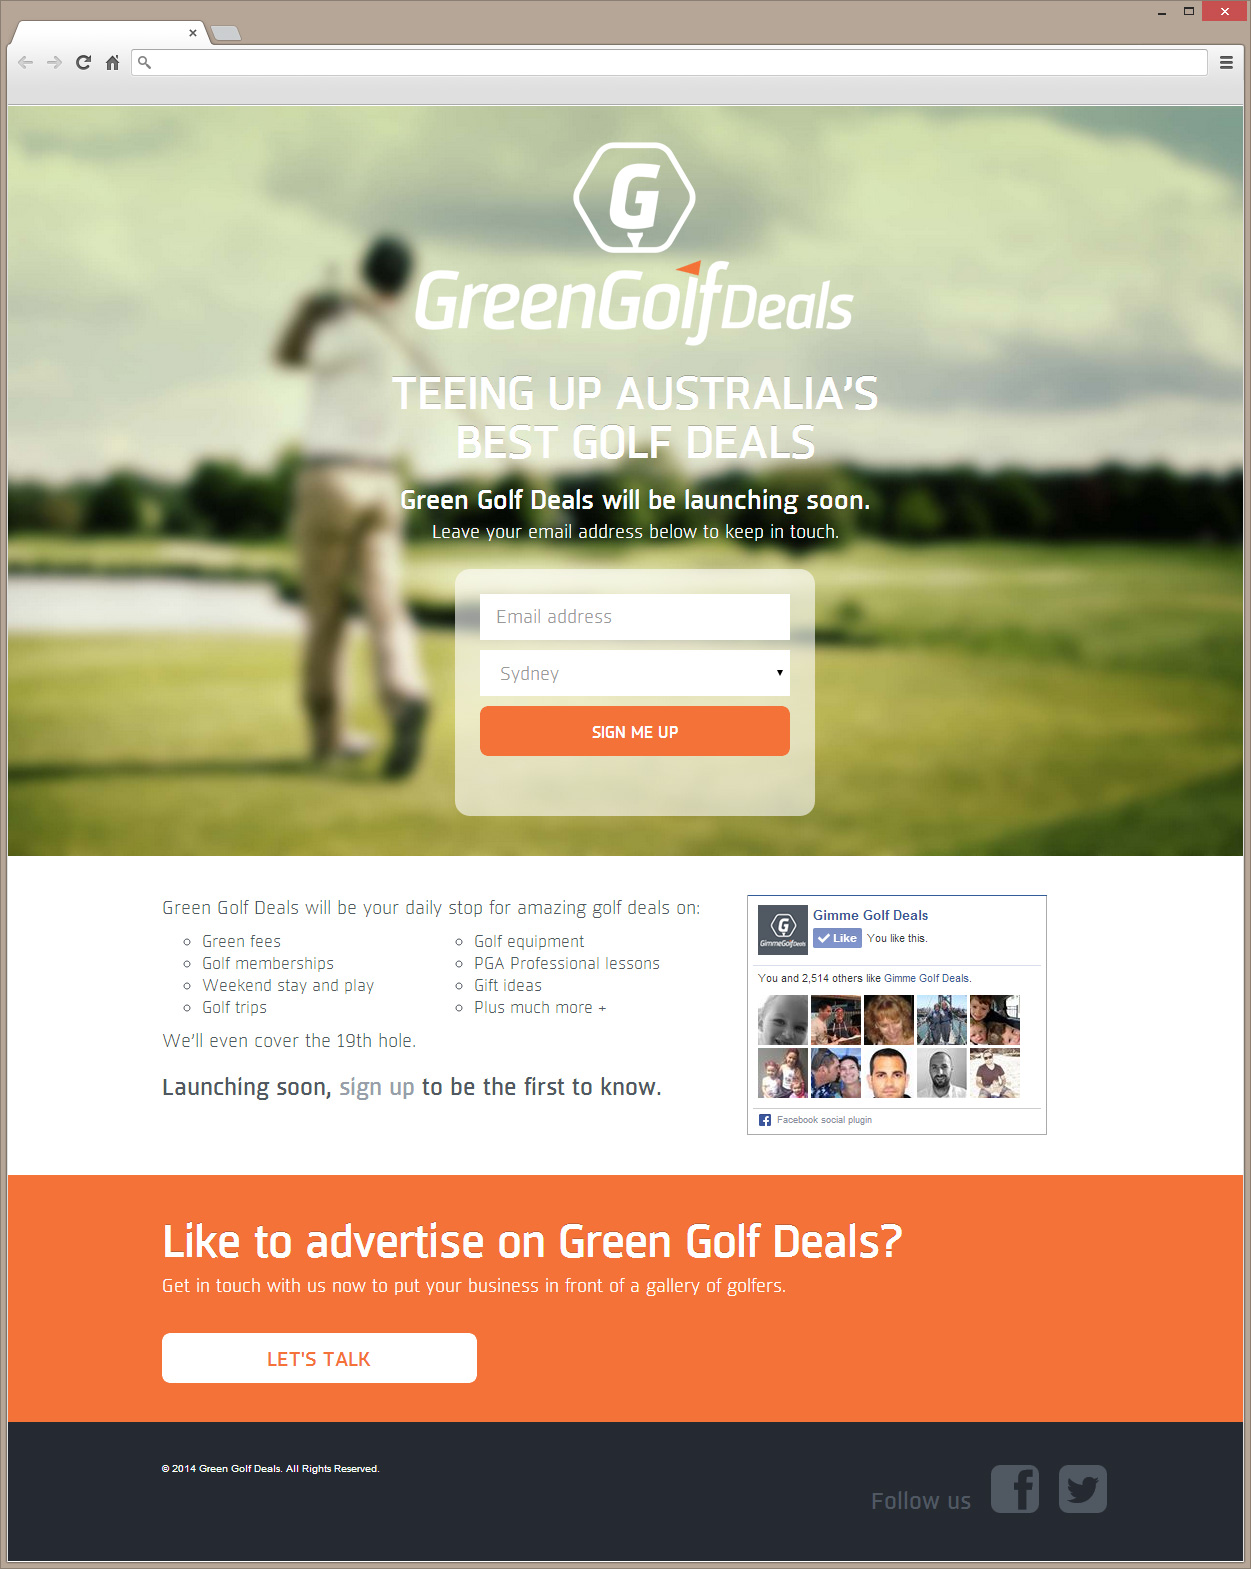 G
GreenGolfDeals
TEEING UP AUSTRALIA'S
BEST GOLF DEALS
Green Golf Deals will be launching soon.
Leave your email address below to keep in touch.
Email address
Sydney
SIGN ME UP
Green Golf Deals will be your daily stop for amazing golf deals on:
Green fees
Golf memberships
Weekend stay and play
Golf trips
Golf equipment
PGA Professional lessons
Gift ideas
Plus much more +
We'll even cover the 19th hole.
Launching soon, sign up to be the first to know.
G
GimmeGolfDeals
Gimme Golf Deals
Like You like this.
You and 2,514 others like Gimme Golf Deals.
Facebook social plugin
Like to advertise on Green Golf Deals?
Get in touch with us now to put your business in front of a gallery of golfers.
LET'S TALK
© 2014 Green Golf Deals. All Rights Reserved.
Follow us